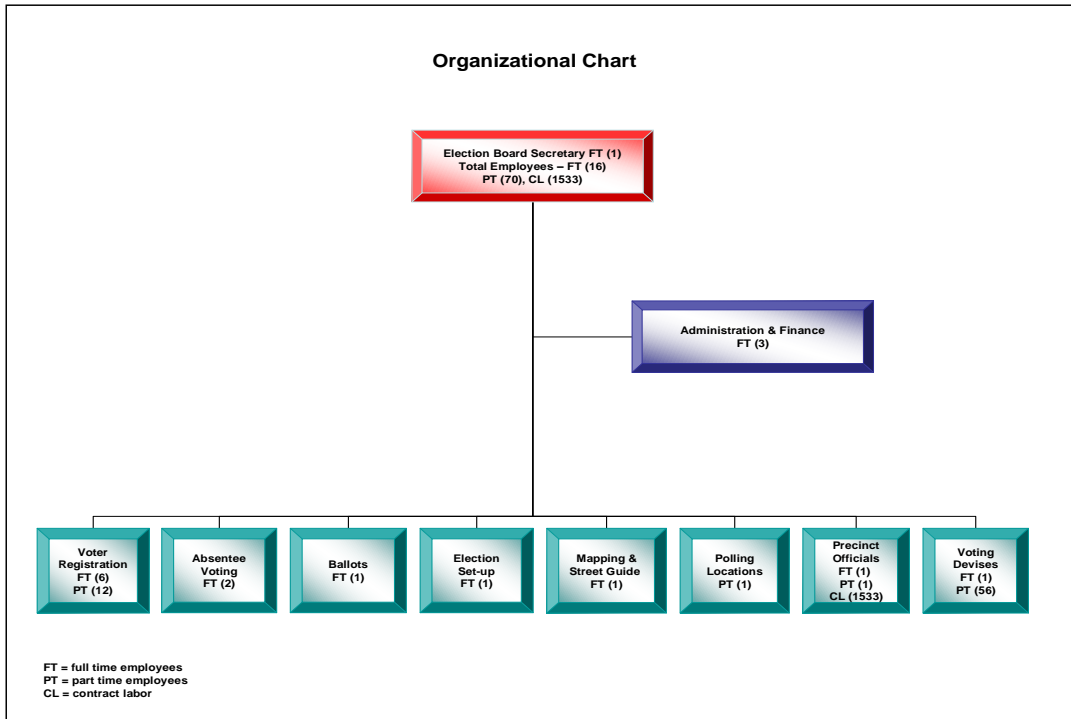 Organizational Chart
Election Board Secretary FT (1)
Total Employees – FT (16)
PT (70), CL (1533)
Administration & Finance
FT (3)
Voter
Registration
FT (6)
PT (12)
Absentee
Voting
FT (2)
Ballots
FT (1)
Election
Set-up
FT (1)
Mapping &
Street Guide
FT (1)
Polling
Locations
PT (1)
Precinct
Officials
FT (1)
PT (1)
CL (1533)
Voting
Devises
FT (1)
PT (56)
FT = full time employees
PT = part time employees
CL = contract labor